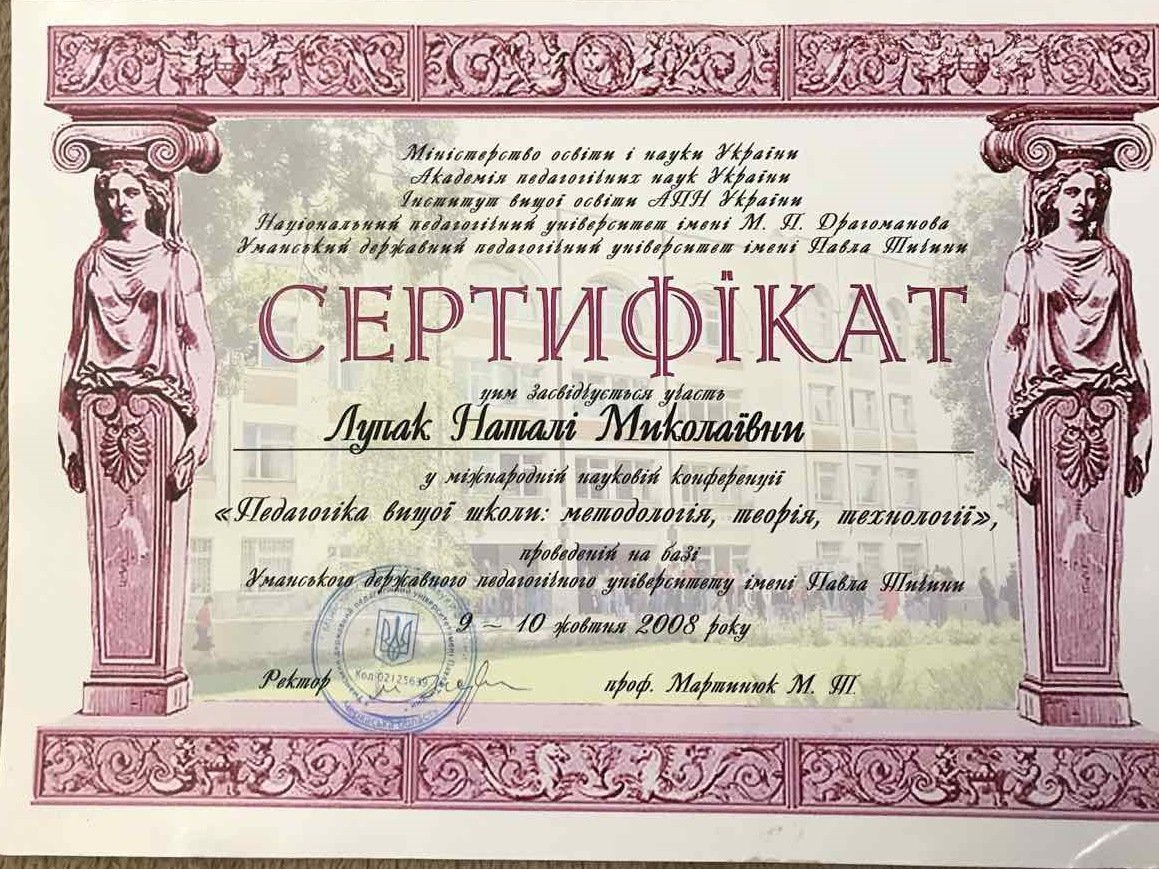 Міністерство освіти і науки України
Академія педагогічних наук України
Інститут вищої освіти АПН України
Національний педагогічний університет імені М. П. Драгоманова
Уманський державний педагогічний університет імені Павла Тичини
СЕРТИФІКАТ
цим засвідчується участь
Лупак Наталі Миколаївни
у міжнародній науковій конференції
«Педагогіка вищої школи: методологія, теорія, технології»,
проведеній на базі
Уманського державного педагогічного університету імені Павла Тичини
9 – 10 жовтня 2008 року
Код 02125639
Ректор проф. Мартинюк М. Т.